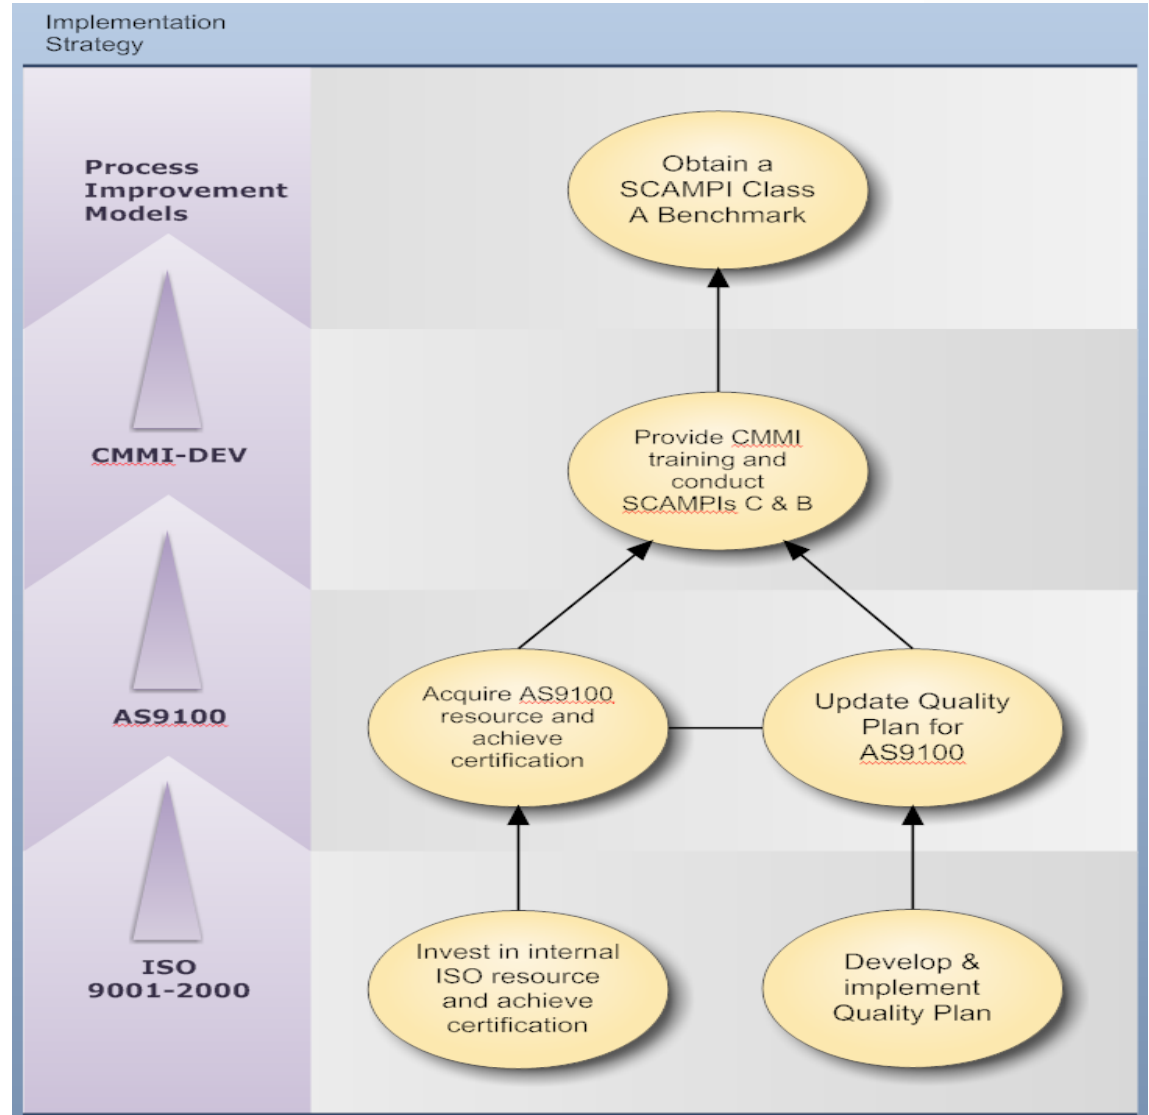 Implementation
Strategy
Process
Improvement
Models
Obtain a
SCAMPI Class
A Benchmark
CMMI-DEV
Provide CMMI
training and
conduct
SCAMPIs C & B
AS9100
Acquire AS9100
resource and
achieve
certification
Update Quality
Plan for
AS9100
ISO
9001-2000
Invest in internal
ISO resource
and achieve
certification
Develop &
implement
Quality Plan